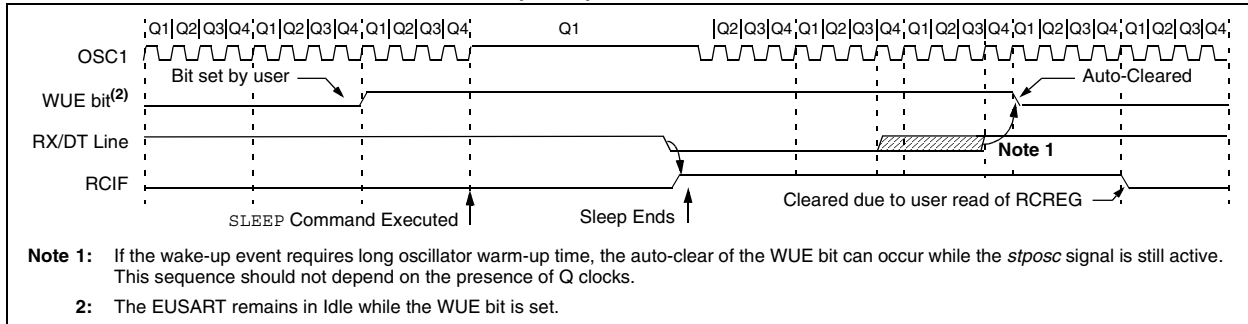 Q1 Q2 Q3 Q4 Q1 Q2 Q3 Q4 Q1 Q2 Q3 Q4 Q1 Q2 Q3 Q4 Q1 Q2 Q3 Q4 Q1 Q2 Q3 Q4 Q1 Q2 Q3 Q4 Q1 Q2 Q3 Q4
OSC1
Bit set by user
Auto-Cleared
WUE bit(2)
RX/DT Line
Note 1
RCIF
Cleared due to user read of RCREG
SLEEP Command Executed
Sleep Ends
Note 1: If the wake-up event requires long oscillator warm-up time, the auto-clear of the WUE bit can occur while the stposc signal is still active.
This sequence should not depend on the presence of Q clocks.
2: The EUSART remains in Idle while the WUE bit is set.